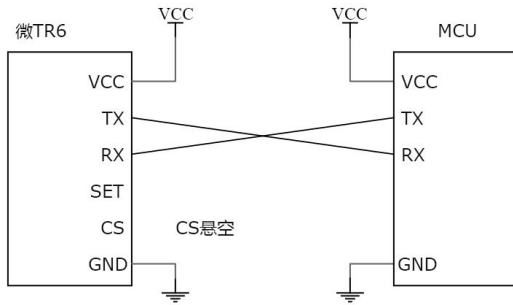 VCC
VCC
微TR6
MCU
VCC
VCC
TX
TX
RX
RX
SET
CS
CS悬空
GND
GND